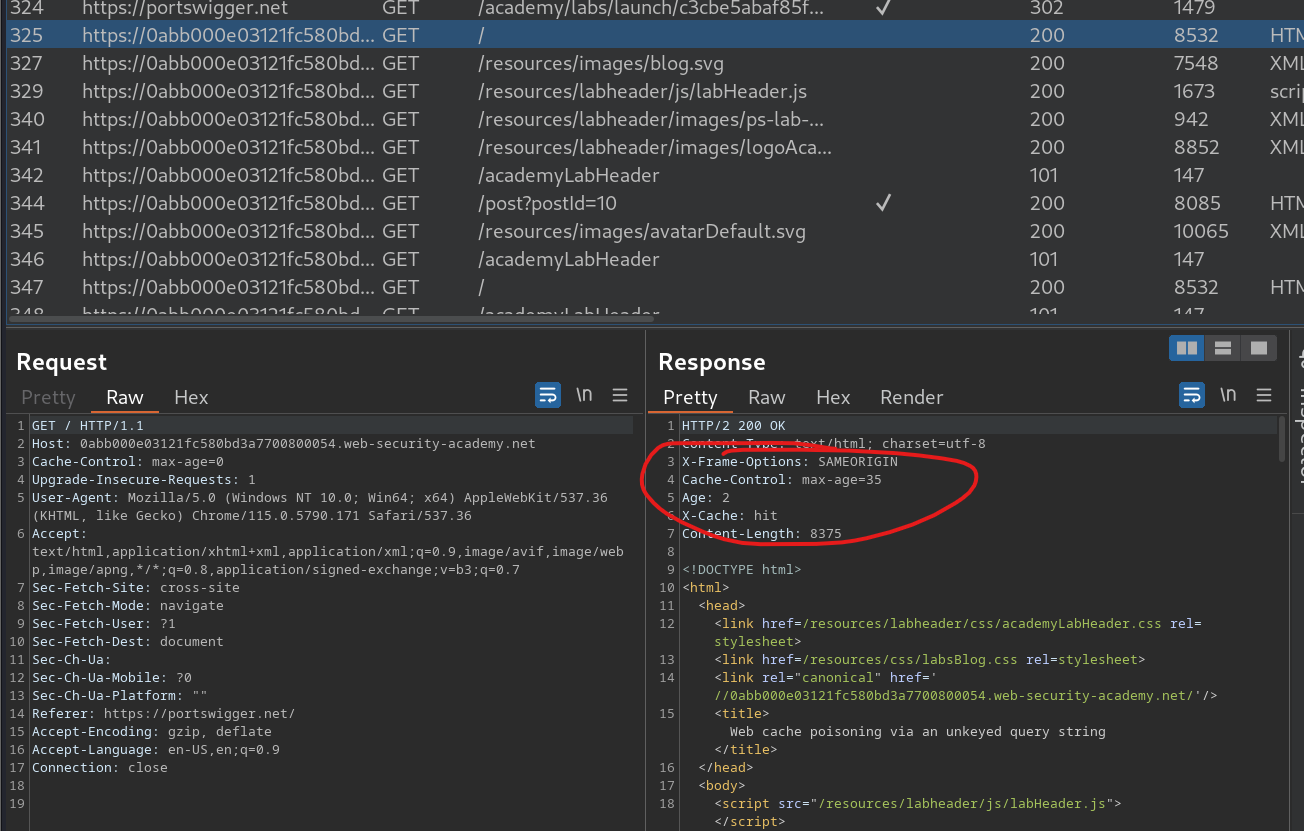 324 https://portswigger.net GET /academy/labs/launch/c3cbe5abaf85f... ✓ 302 1479
325 https://0abb000e03121fc580bd... GET / 200 8532 HTM
327 https://0abb000e03121fc580bd... GET /resources/images/blog.svg 200 7548 XML
329 https://0abb000e03121fc580bd... GET /resources/labheader/js/labHeader.js 200 1673 scrip
340 https://0abb000e03121fc580bd... GET /resources/labheader/images/ps-lab-... 200 942 XML
341 https://0abb000e03121fc580bd... GET /resources/labheader/images/logoAca... 200 8852 XML
342 https://0abb000e03121fc580bd... GET /academyLabHeader 101 147
344 https://0abb000e03121fc580bd... GET /post?postId=10 ✓ 200 8085 HTM
345 https://0abb000e03121fc580bd... GET /resources/images/avatarDefault.svg 200 10065 XML
346 https://0abb000e03121fc580bd... GET /academyLabHeader 101 147
347 https://0abb000e03121fc580bd... GET / 200 8532 HTM
348 https://0abb000e03121fc580bd... GET /academyLabHeader 101 147
Request
Pretty Raw Hex \n
1 GET / HTTP/1.1
2 Host: 0abb000e03121fc580bd3a7700800054.web-security-academy.net
3 Cache-Control: max-age=0
4 Upgrade-Insecure-Requests: 1
5 User-Agent: Mozilla/5.0 (Windows NT 10.0; Win64; x64) AppleWebKit/537.36
(KHTML, like Gecko) Chrome/115.0.5790.171 Safari/537.36
6 Accept:
text/html,application/xhtml+xml,application/xml;q=0.9,image/avif,image/web
p,image/apng,*/*;q=0.8,application/signed-exchange;v=b3;q=0.7
7 Sec-Fetch-Site: cross-site
8 Sec-Fetch-Mode: navigate
9 Sec-Fetch-User: ?1
10 Sec-Fetch-Dest: document
11 Sec-Ch-Ua:
12 Sec-Ch-Ua-Mobile: ?0
13 Sec-Ch-Ua-Platform: ""
14 Referer: https://portswigger.net/
15 Accept-Encoding: gzip, deflate
16 Accept-Language: en-US,en;q=0.9
17 Connection: close
18
19
Response
Pretty Raw Hex Render \n
1 HTTP/2 200 OK
2 Content-Type: text/html; charset=utf-8
3 X-Frame-Options: SAMEORIGIN
4 Cache-Control: max-age=35
5 Age: 2
6 X-Cache: hit
7 Content-Length: 8375
8
9 <!DOCTYPE html>
10 <html>
11 <head>
12 <link href=/resources/labheader/css/academyLabHeader.css rel=
stylesheet>
13 <link href=/resources/css/labsBlog.css rel=stylesheet>
14 <link rel="canonical" href='
//0abb000e03121fc580bd3a7700800054.web-security-academy.net/'/>
15 <title>
Web cache poisoning via an unkeyed query string
</title>
16 </head>
17 <body>
18 <script src="/resources/labheader/js/labHeader.js">
</script>
Inspector